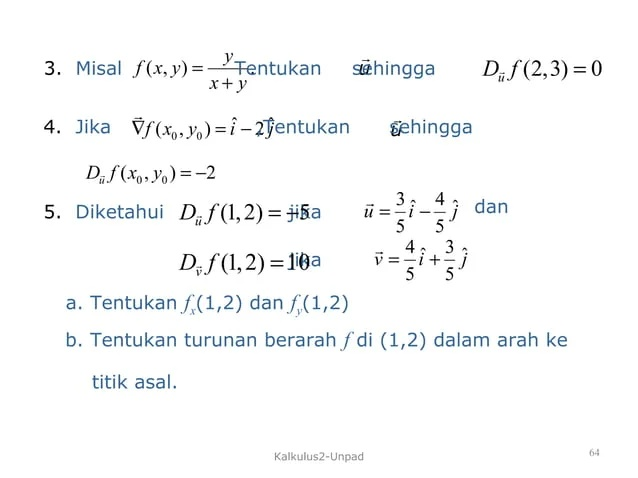 3. Misal f(x, y) = y/(x + y). Tentukan u⃗ sehingga D_u⃗ f(2,3) = 0
4. Jika ∇⃗f(x₀, y₀) = î − 2ĵ, Tentukan u⃗ sehingga
D_u⃗ f(x₀, y₀) = −2
5. Diketahui D_u⃗ f(1,2) = −5 jika u⃗ = 3/5 î − 4/5 ĵ dan
D_v⃗ f(1,2) = 10 jika v⃗ = 4/5 î + 3/5 ĵ
a. Tentukan fₓ(1,2) dan f_y(1,2)
b. Tentukan turunan berarah f di (1,2) dalam arah ke
titik asal.
Kalkulus2-Unpad
64